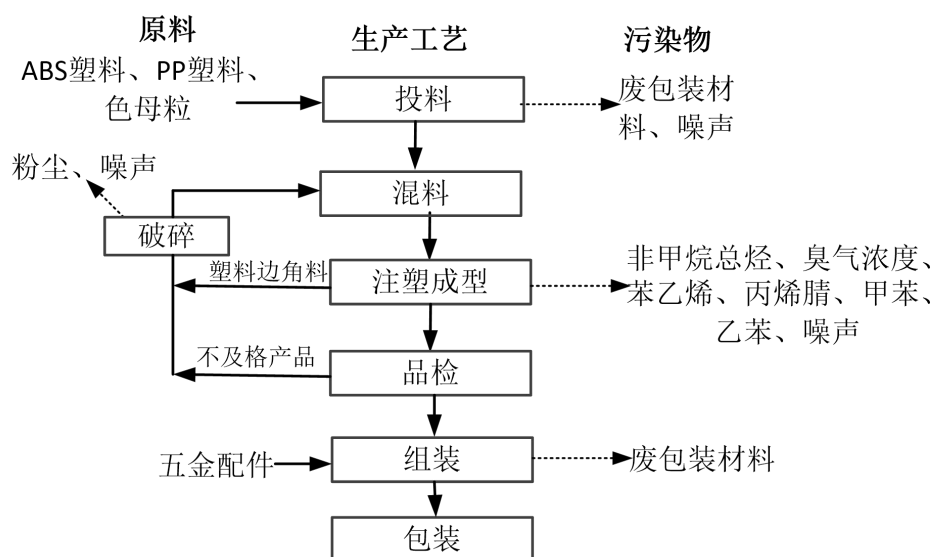 原料
生产工艺
污染物
ABS塑料、PP塑料、
色母粒
投料
废包装材
料、噪声
粉尘、噪声
混料
破碎
塑料边角料
注塑成型
非甲烷总烃、臭气浓度、
苯乙烯、丙烯腈、甲苯、
乙苯、噪声
不及格产品
品检
五金配件
组装
废包装材料
包装